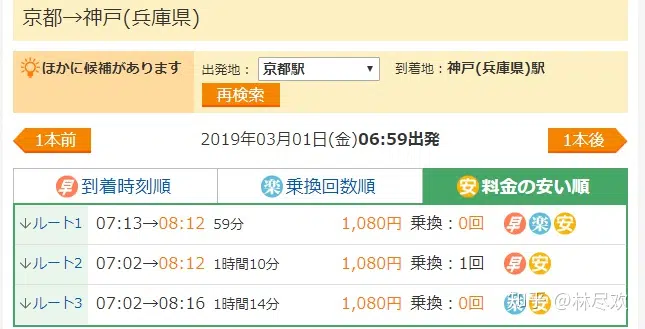 京都→神戸(兵庫県)
ほかに候補があります 出発地： 京都駅 到着地：神戸(兵庫県)駅
再検索
1本前 2019年03月01日(金)06:59出発 1本後
早 到着時刻順 楽 乗換回数順 安 料金の安い順
↓ルート1 07:13→08:12 59分 1,080円 乗換：0回 早 楽 安
↓ルート2 07:02→08:12 1時間10分 1,080円 乗換：1回 早 安
↓ルート3 07:02→08:16 1時間14分 1,080円 乗換：0回 楽 安
知乎 @林尽欢